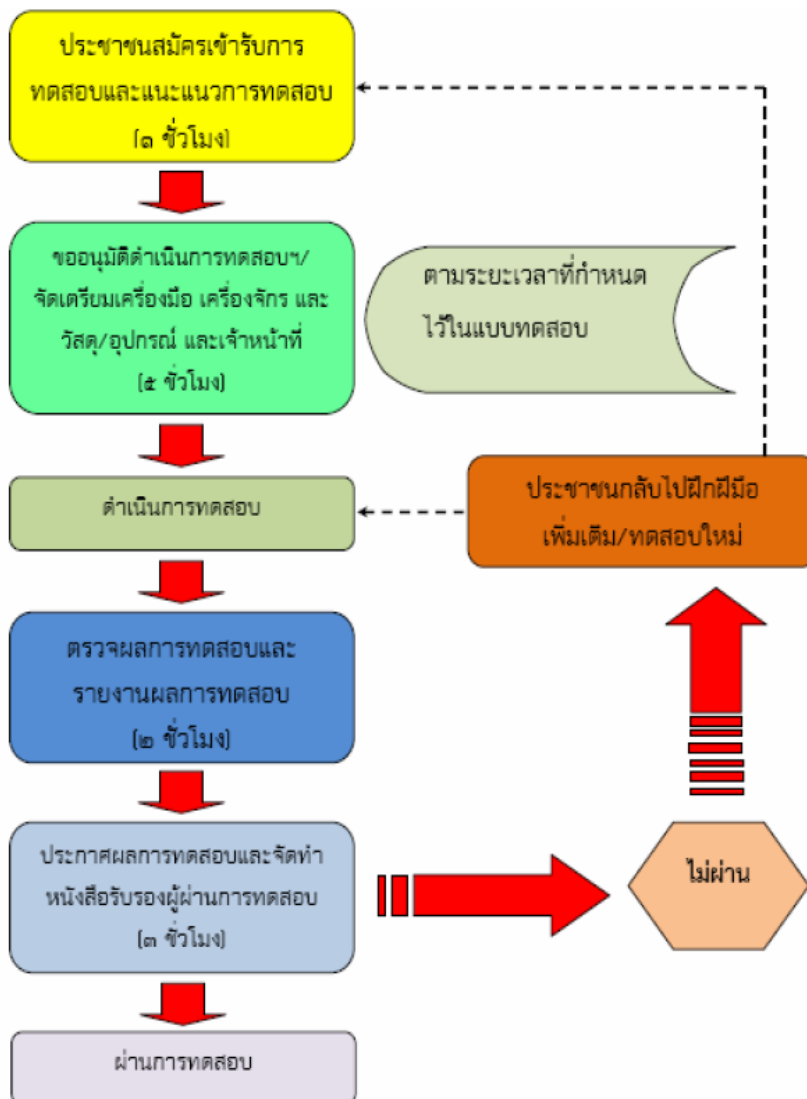 ประชาชนสมัครเข้ารับการ
ทดสอบและแนะแนวการทดสอบ
(๑ ชั่วโมง)
ขออนุมัติดำเนินการทดสอบฯ/
จัดเตรียมเครื่องมือ เครื่องจักร และ
วัสดุ/อุปกรณ์ และเจ้าหน้าที่
(๕ ชั่วโมง)
ตามระยะเวลาที่กำหนด
ไว้ในแบบทดสอบ
ดำเนินการทดสอบ
ประชาชนกลับไปฝึกฝีมือ
เพิ่มเติม/ทดสอบใหม่
ตรวจผลการทดสอบและ
รายงานผลการทดสอบ
(๒ ชั่วโมง)
ประกาศผลการทดสอบและจัดทำ
หนังสือรับรองผู้ผ่านการทดสอบ
(๓ ชั่วโมง)
ไม่ผ่าน
ผ่านการทดสอบ